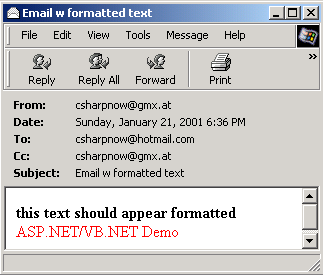 Email w formatted text
File Edit View Tools Message Help
Reply Reply All Forward Print
From: csharpnow@gmx.at
Date: Sunday, January 21, 2001 6:36 PM
To: csharpnow@hotmail.com
Cc: csharpnow@gmx.at
Subject: Email w formatted text
this text should appear formatted
ASP.NET/VB.NET Demo